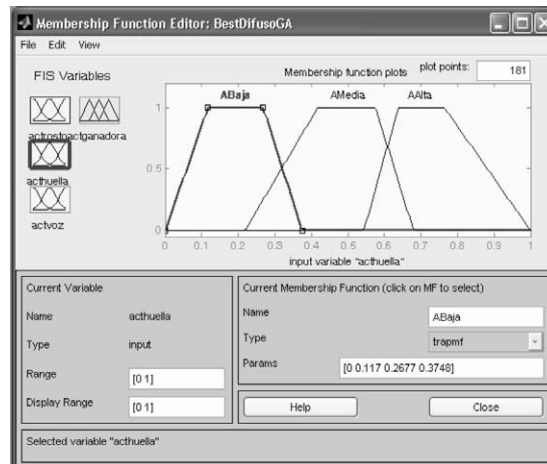 Membership Function Editor: BestDifusoGA
File Edit View
FIS Variables
Membership function plots plot points: 181
actrostroactganadora
acthuella
actvoz
ABaja AMedia AAlta
1
0.5
0
0 0.1 0.2 0.3 0.4 0.5 0.6 0.7 0.8 0.9 1
input variable "acthuella"
Current Variable
Name acthuella
Type input
Range [0 1]
Display Range [0 1]
Current Membership Function (click on MF to select)
Name ABaja
Type trapmf
Params [0 0.117 0.2677 0.3748]
Help Close
Selected variable "acthuella"